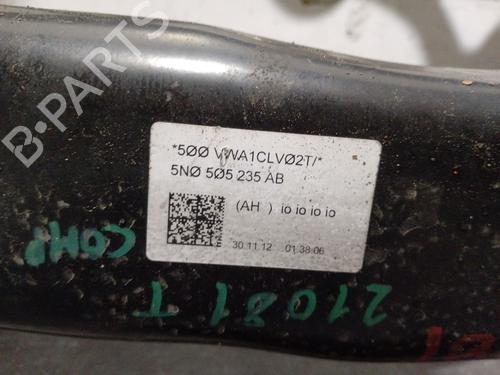 B-PARTS
*5ØØ VWA1CLVØ2T/*
5NØ 5Ø5 235 AB
(AH ) io io io io
30.11.12 01.38.06
COMP
21081 T